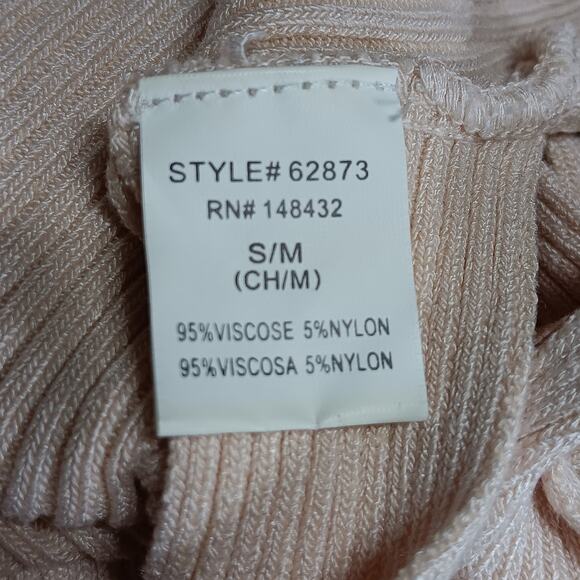 STYLE# 62873
RN# 148432
S/M
(CH/M)
95%VISCOSE 5%NYLON
95%VISCOSA 5%NYLON